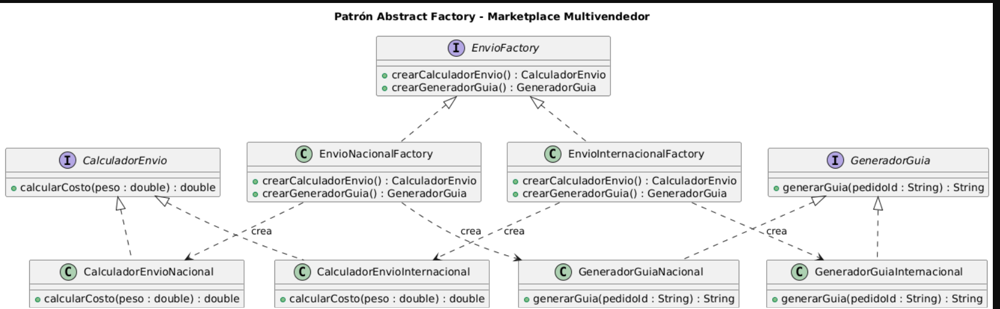 Patrón Abstract Factory - Marketplace Multivendedor
I EnvioFactory
crearCalculadorEnvio() : CalculadorEnvio
crearGeneradorGuia() : GeneradorGuia
I CalculadorEnvio
calcularCosto(peso : double) : double
C EnvioNacionalFactory
crearCalculadorEnvio() : CalculadorEnvio
crearGeneradorGuia() : GeneradorGuia
C EnvioInternacionalFactory
crearCalculadorEnvio() : CalculadorEnvio
crearGeneradorGuia() : GeneradorGuia
I GeneradorGuia
generarGuia(pedidoId : String) : String
crea
crea
crea
crea
C CalculadorEnvioNacional
calcularCosto(peso : double) : double
C CalculadorEnvioInternacional
calcularCosto(peso : double) : double
C GeneradorGuiaNacional
generarGuia(pedidoId : String) : String
C GeneradorGuiaInternacional
generarGuia(pedidoId : String) : String